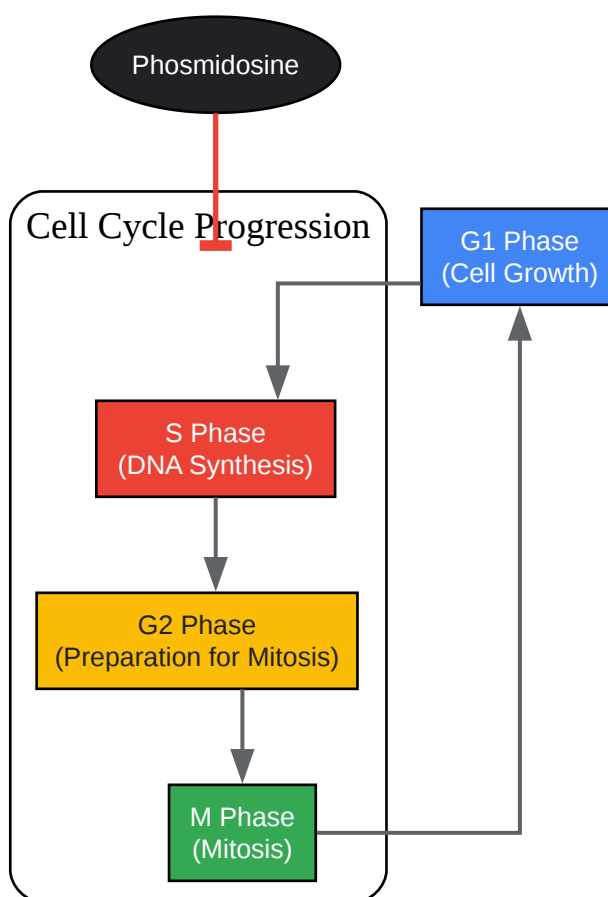 Phosmidosine
Cell Cycle Progression
G1 Phase
(Cell Growth)
S Phase
(DNA Synthesis)
G2 Phase
(Preparation for Mitosis)
M Phase
(Mitosis)